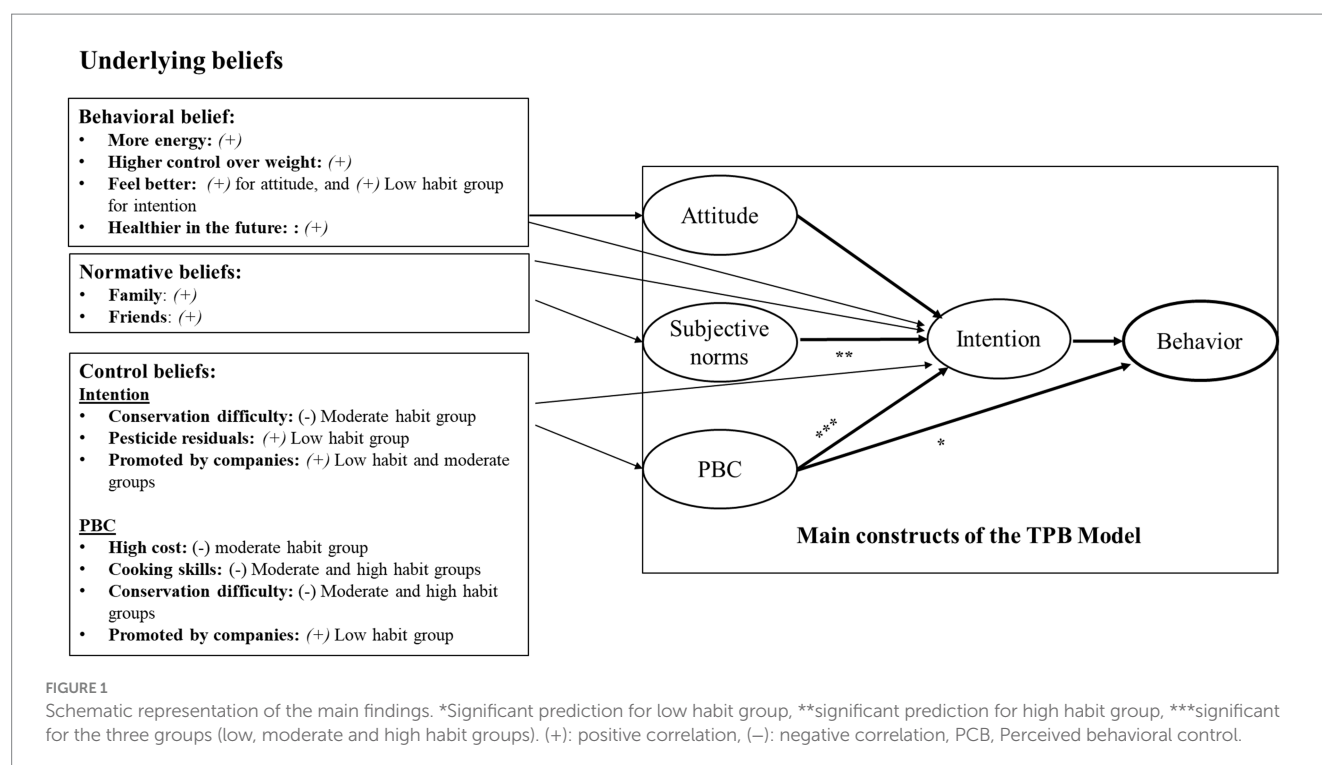 Underlying beliefs
Behavioral belief:
• More energy: (+)
• Higher control over weight: (+)
• Feel better: (+) for attitude, and (+) Low habit group
for intention
• Healthier in the future: : (+)
Normative beliefs:
• Family: (+)
• Friends: (+)
Control beliefs:
Intention
• Conservation difficulty: (-) Moderate habit group
• Pesticide residuals: (+) Low habit group
• Promoted by companies: (+) Low habit and moderate
groups
PBC
• High cost: (-) moderate habit group
• Cooking skills: (-) Moderate and high habit groups
• Conservation difficulty: (-) Moderate and high habit
groups
• Promoted by companies: (+) Low habit group
Attitude
Subjective
norms
**
PBC
***
*
Intention
Behavior
Main constructs of the TPB Model
FIGURE 1
Schematic representation of the main findings. *Significant prediction for low habit group, **significant prediction for high habit group, ***significant
for the three groups (low, moderate and high habit groups). (+): positive correlation, (−): negative correlation, PCB, Perceived behavioral control.